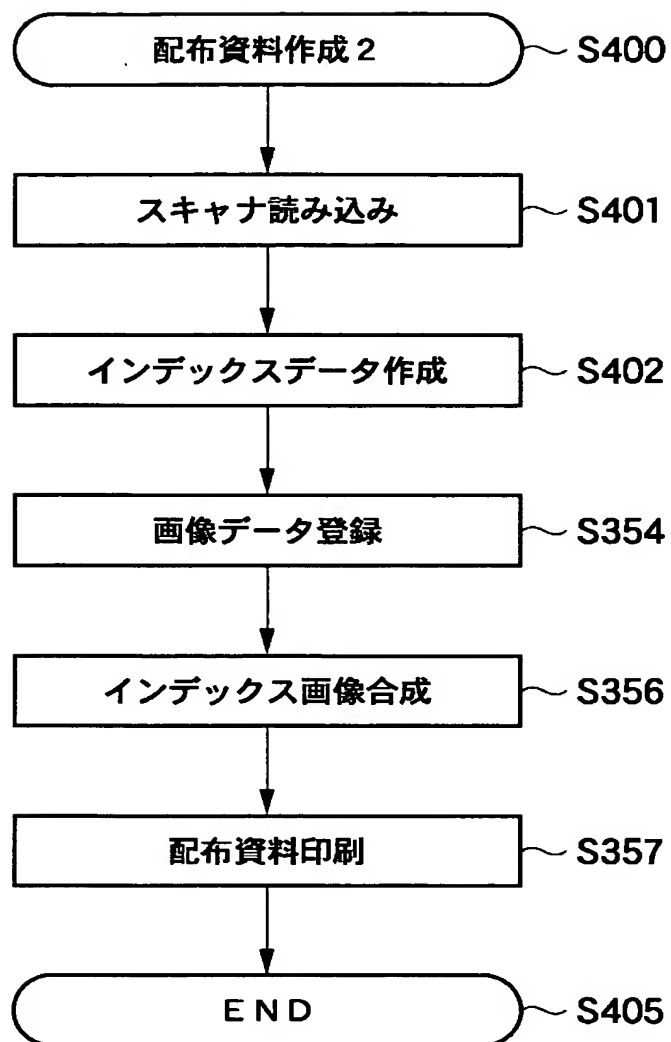 配布資料作成2 S400
スキャナ読み込み S401
インデックスデータ作成 S402
画像データ登録 S354
インデックス画像合成 S356
配布資料印刷 S357
END S405